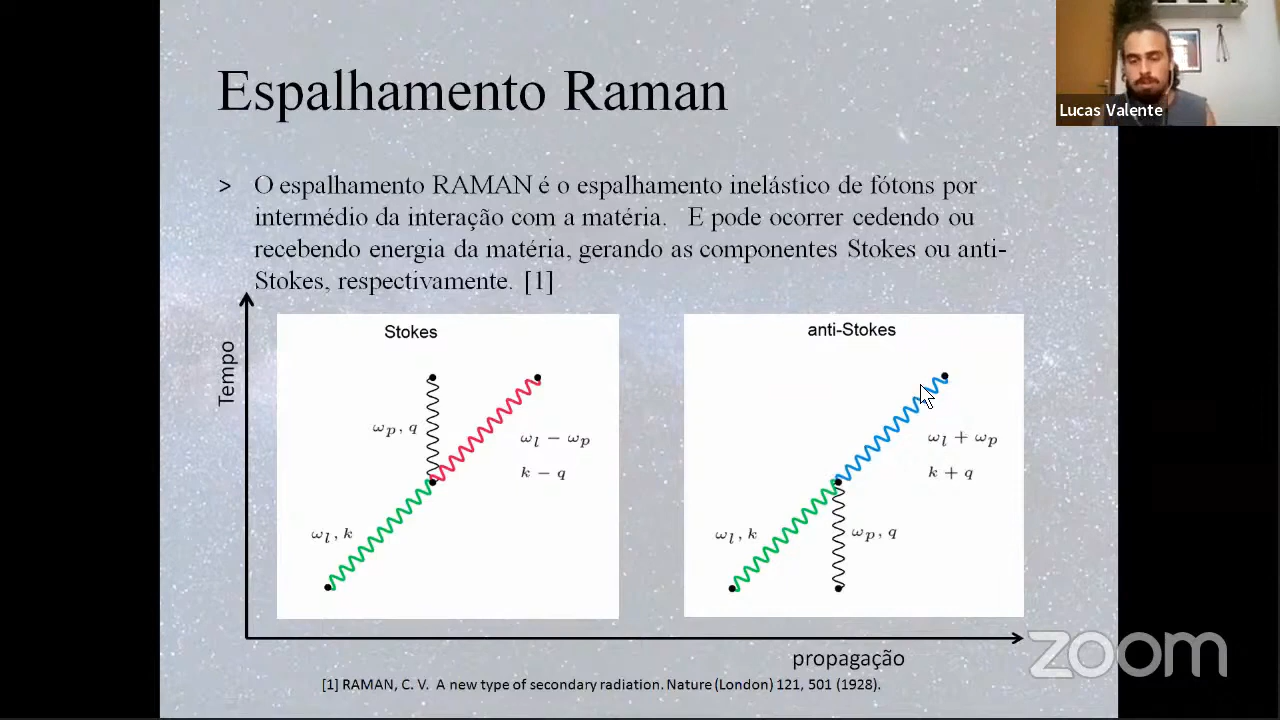 Espalhamento Raman
Lucas Valente
> O espalhamento RAMAN é o espalhamento inelástico de fótons por
intermédio da interação com a matéria. E pode ocorrer cedendo ou
recebendo energia da matéria, gerando as componentes Stokes ou anti-
Stokes, respectivamente. [1]
Tempo
Stokes
ωp, q
ωl − ωp
k − q
ωl, k
anti-Stokes
ωl + ωp
k + q
ωl, k
ωp, q
propagação
zoom
[1] RAMAN, C. V. A new type of secondary radiation. Nature (London) 121, 501 (1928).